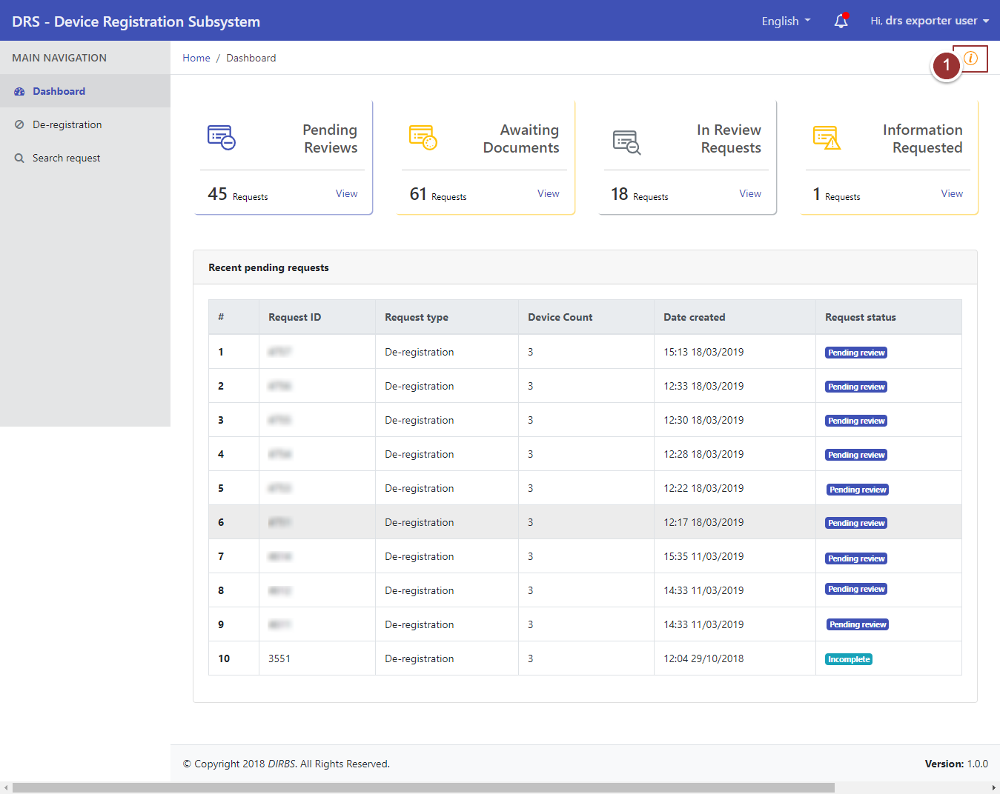 DRS - Device Registration Subsystem
English
Hi, drs exporter user
MAIN NAVIGATION
Home / Dashboard
1
Dashboard
De-registration
Search request
Pending
Reviews
45 Requests View
Awaiting
Documents
61 Requests View
In Review
Requests
18 Requests View
Information
Requested
1 Requests View
Recent pending requests
# Request ID Request type Device Count Date created Request status
1 De-registration 3 15:13 18/03/2019 Pending review
2 De-registration 3 12:33 18/03/2019 Pending review
3 De-registration 3 12:30 18/03/2019 Pending review
4 De-registration 3 12:28 18/03/2019 Pending review
5 De-registration 3 12:22 18/03/2019 Pending review
6 De-registration 3 12:17 18/03/2019 Pending review
7 De-registration 3 15:35 11/03/2019 Pending review
8 De-registration 3 14:33 11/03/2019 Pending review
9 De-registration 3 14:33 11/03/2019 Pending review
10 3551 De-registration 3 12:04 29/10/2018 Incomplete
© Copyright 2018 DIRBS. All Rights Reserved.
Version: 1.0.0